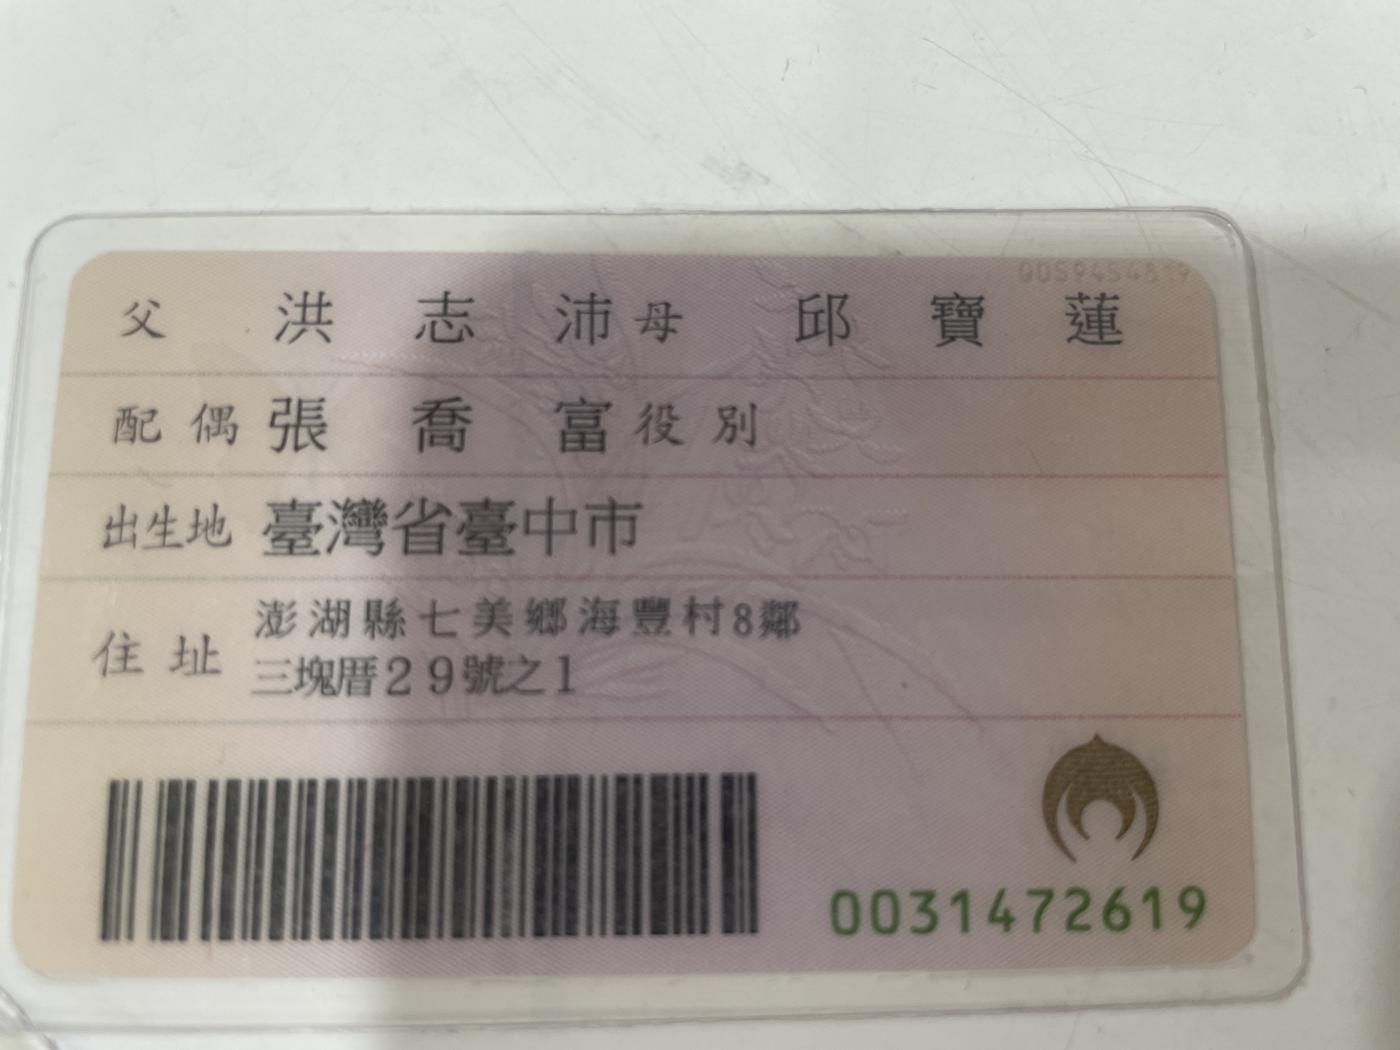 0059454819
父 洪志沛 母 邱寶蓮
配偶 張喬富 役別
出生地 臺灣省臺中市
住址 澎湖縣七美鄉海豐村8鄰
三塊厝29號之1
0031472619